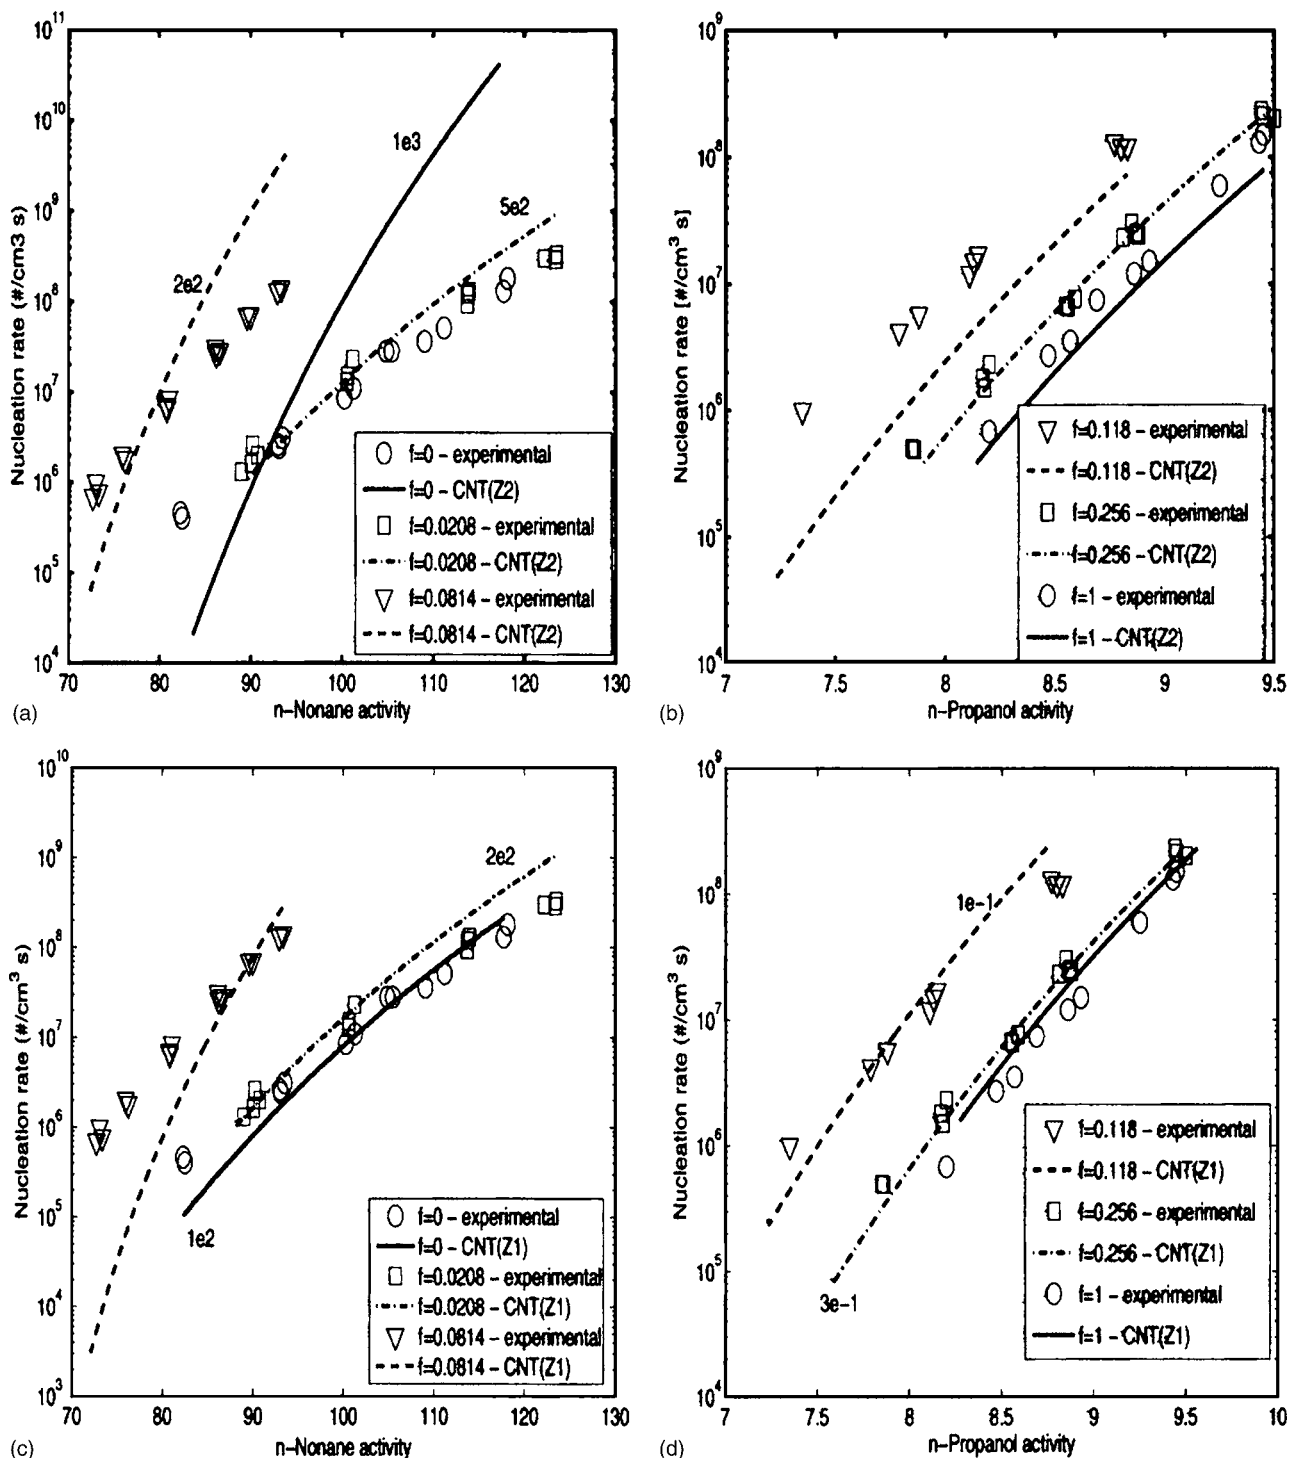 Nucleation rate (#/cm3 s)
10^11
10^10
10^9
10^8
10^7
10^6
10^5
10^4
1e3
5e2
2e2
f=0 – experimental
f=0 – CNT(Z2)
f=0.0208 – experimental
f=0.0208 – CNT(Z2)
f=0.0814 – experimental
f=0.0814 – CNT(Z2)
70 80 90 100 110 120 130
(a) n–Nonane activity
Nucleation rate [#/cm³ s]
10^9
10^8
10^7
10^6
10^5
10^4
f=0.118 – experimental
f=0.118 – CNT(Z2)
f=0.256 – experimental
f=0.256 – CNT(Z2)
f=1 – experimental
f=1 – CNT(Z2)
7 7.5 8 8.5 9 9.5
(b) n–Propanol activity
Nucleation rate (#/cm³ s)
10^10
10^9
10^8
10^7
10^6
10^5
10^4
10^3
2e2
1e2
f=0 – experimental
f=0 – CNT(Z1)
f=0.0208 – experimental
f=0.0208 – CNT(Z1)
f=0.0814 – experimental
f=0.0814 – CNT(Z1)
70 80 90 100 110 120 130
(c) n–Nonane activity
Nucleation rate (#/cm³ s)
10^9
10^8
10^7
10^6
10^5
10^4
1e–1
3e–1
f=0.118 – experimental
f=0.118 – CNT(Z1)
f=0.256 – experimental
f=0.256 – CNT(Z1)
f=1 – experimental
f=1 – CNT(Z1)
7 7.5 8 8.5 9 9.5 10
(d) n–Propanol activity